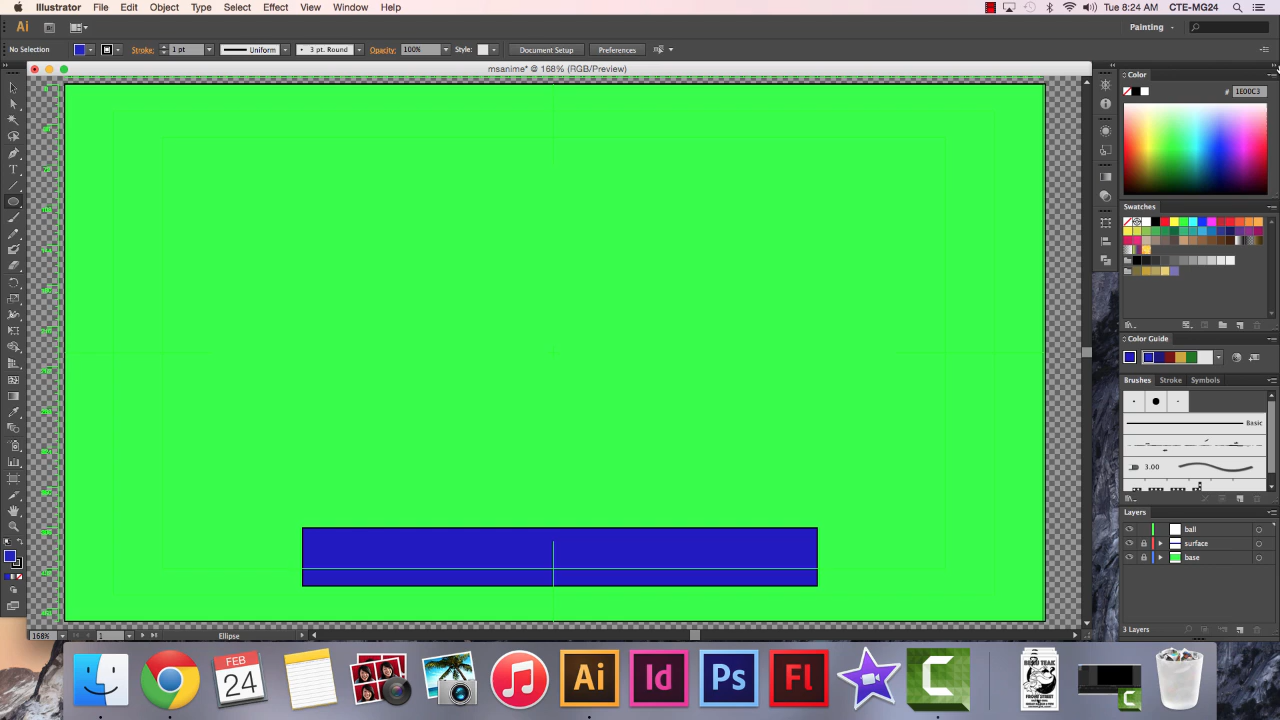 Illustrator File Edit Object Type Select Effect View Window Help Tue 8:24 AM CTE-MG24
Ai Painting
No Selection Stroke: 1 pt Uniform 3 pt. Round Opacity: 100% Style: Document Setup Preferences
msanime* @ 168% (RGB/Preview)
Color
# 1E00C3
Swatches
Color Guide
Brushes Stroke Symbols
Basic
3.00
Layers
ball
surface
base
3 Layers
168% 1 Ellipse
FEB
24
Ai Id Ps Fl